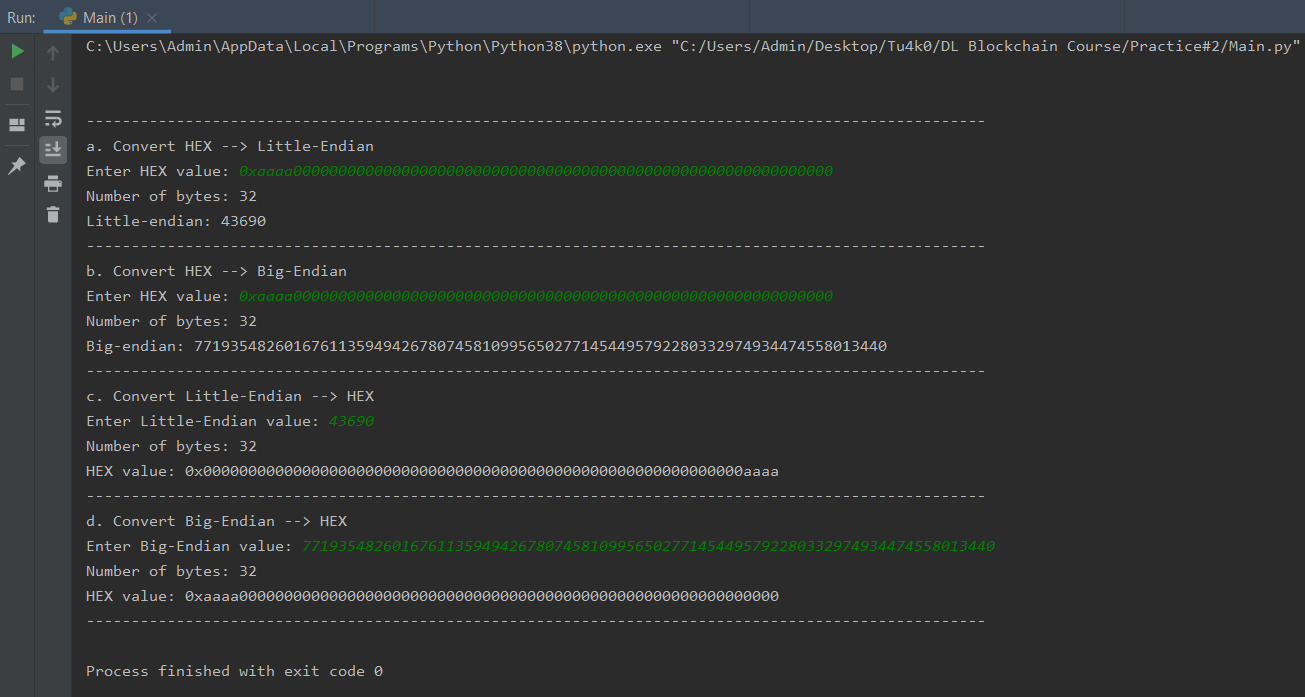 Run:
Main (1)
C:\Users\Admin\AppData\Local\Programs\Python\Python38\python.exe "C:/Users/Admin/Desktop/Tu4k0/DL Blockchain Course/Practice#2/Main.py"
----------------------------------------------------------------------------------------------------
a. Convert HEX --> Little-Endian
Enter HEX value: 0xaaaa000000000000000000000000000000000000000000000000000000000000
Number of bytes: 32
Little-endian: 43690
----------------------------------------------------------------------------------------------------
b. Convert HEX --> Big-Endian
Enter HEX value: 0xaaaa000000000000000000000000000000000000000000000000000000000000
Number of bytes: 32
Big-endian: 77193548260167611359494267807458109956502771454495792280332974934474558013440
----------------------------------------------------------------------------------------------------
c. Convert Little-Endian --> HEX
Enter Little-Endian value: 43690
Number of bytes: 32
HEX value: 0x000000000000000000000000000000000000000000000000000000000000aaaa
----------------------------------------------------------------------------------------------------
d. Convert Big-Endian --> HEX
Enter Big-Endian value: 77193548260167611359494267807458109956502771454495792280332974934474558013440
Number of bytes: 32
HEX value: 0xaaaa000000000000000000000000000000000000000000000000000000000000
----------------------------------------------------------------------------------------------------
Process finished with exit code 0